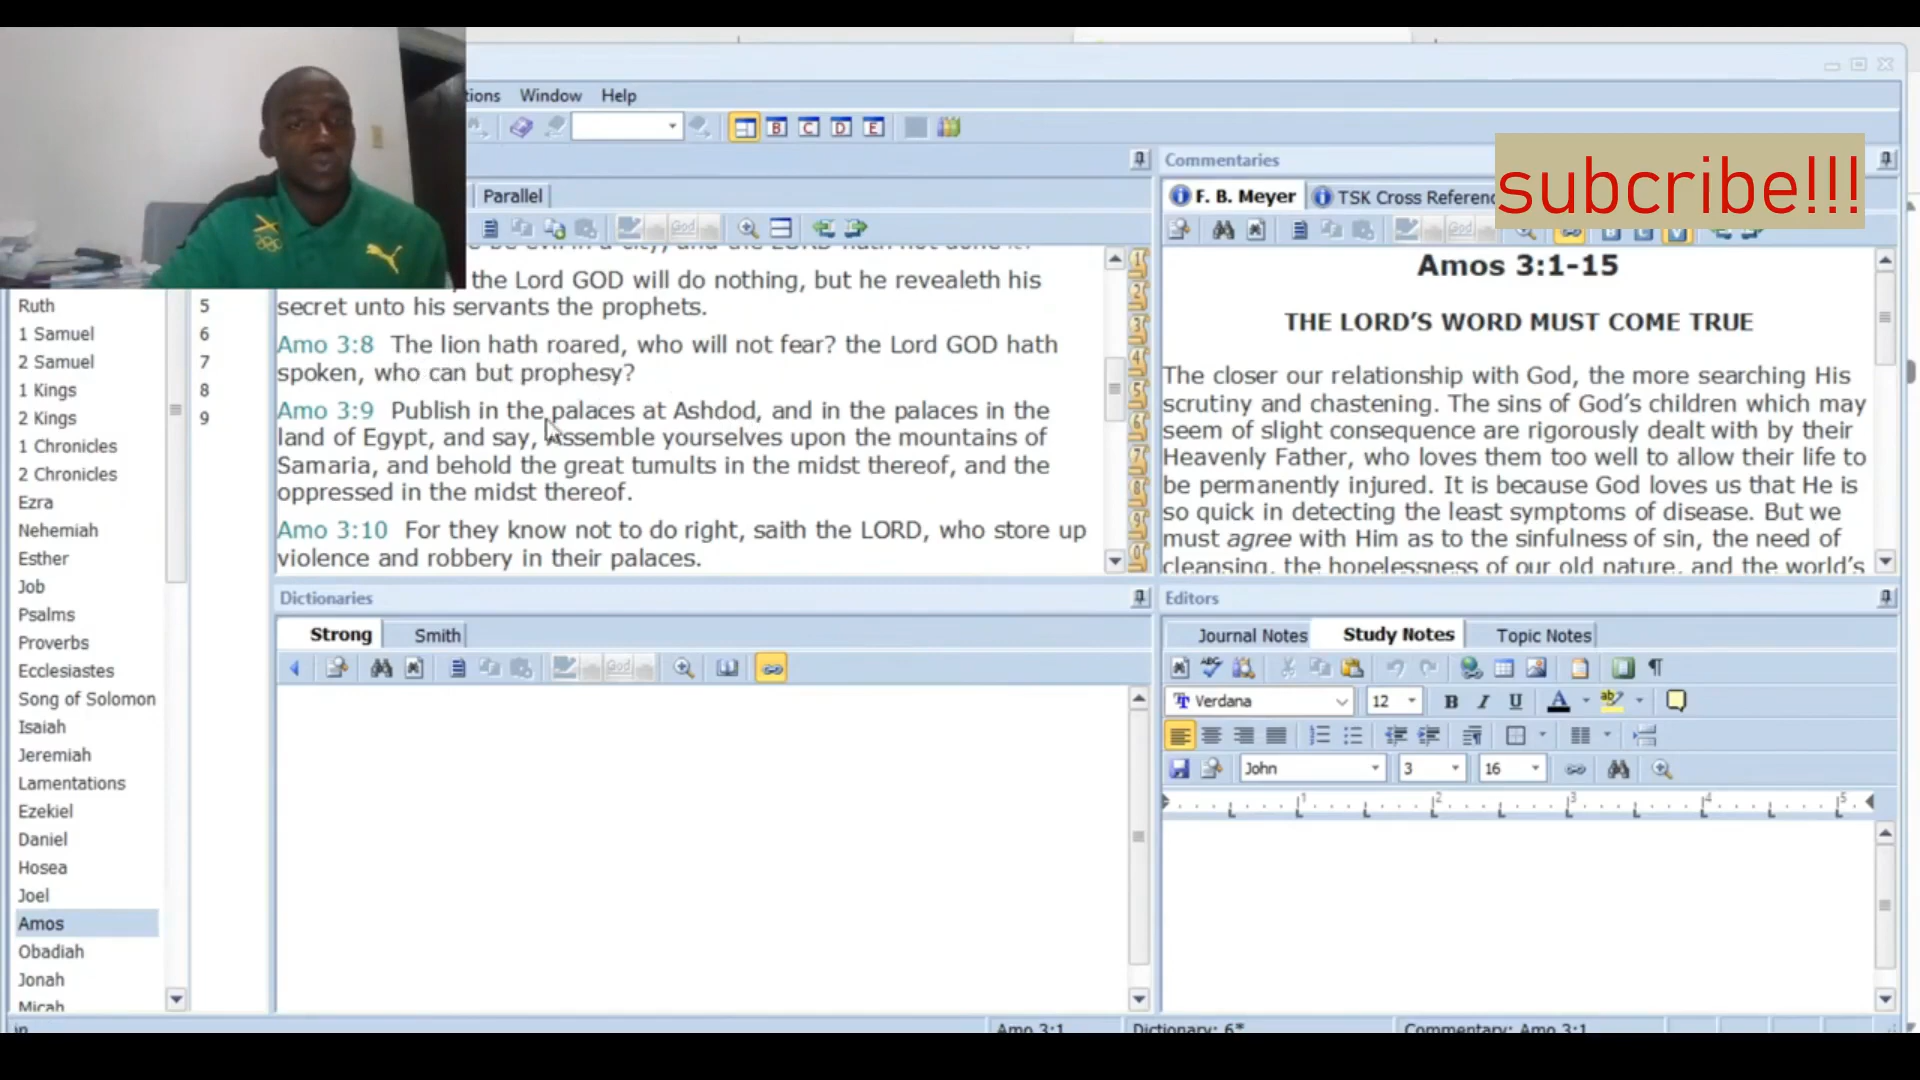 tions Window Help
subcribe!!!
Commentaries
Parallel
F. B. Meyer TSK Cross Referenc
the Lord GOD will do nothing, but he revealeth his
secret unto his servants the prophets.
Amo 3:8 The lion hath roared, who will not fear? the Lord GOD hath
spoken, who can but prophesy?
Amo 3:9 Publish in the palaces at Ashdod, and in the palaces in the
land of Egypt, and say, Assemble yourselves upon the mountains of
Samaria, and behold the great tumults in the midst thereof, and the
oppressed in the midst thereof.
Amo 3:10 For they know not to do right, saith the LORD, who store up
violence and robbery in their palaces.
Amos 3:1-15
THE LORD’S WORD MUST COME TRUE
The closer our relationship with God, the more searching His
scrutiny and chastening. The sins of God’s children which may
seem of slight consequence are rigorously dealt with by their
Heavenly Father, who loves them too well to allow their life to
be permanently injured. It is because God loves us that He is
so quick in detecting the least symptoms of disease. But we
must agree with Him as to the sinfulness of sin, the need of
cleansing, the hopelessness of our old nature, and the world’s
Ruth 5
1 Samuel 6
2 Samuel 7
1 Kings 8
2 Kings 9
1 Chronicles
2 Chronicles
Ezra
Nehemiah
Esther
Job
Psalms
Proverbs
Ecclesiastes
Song of Solomon
Isaiah
Jeremiah
Lamentations
Ezekiel
Daniel
Hosea
Joel
Amos
Obadiah
Jonah
Micah
Dictionaries
Strong Smith
Editors
Journal Notes Study Notes Topic Notes
Verdana 12 B I U
John 3 16
Amo 3:1 Dictionary: 6* Commentary: Amo 3:1